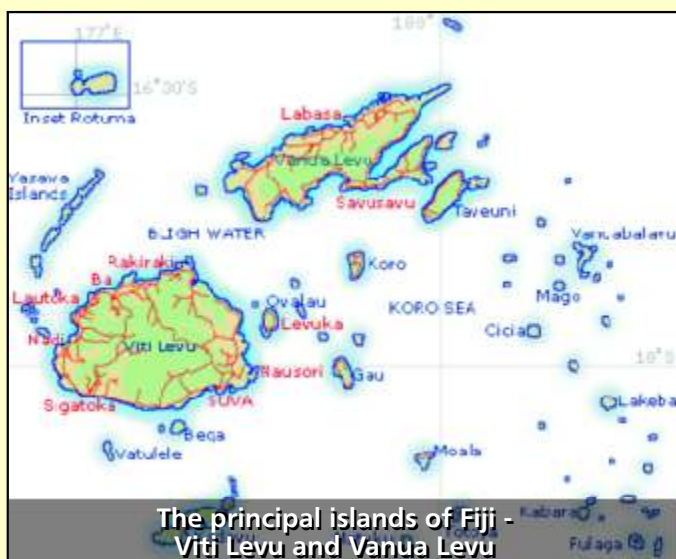 177°E
180°
16°30'S
Inset Rotuma
Labasa
Vanua Levu
Yasawa
Islands
Savusavu
Taveuni
BLIGH WATER
Rakiraki
Koro
Ba
Lautoka
Ovalau
KORO SEA
Mago
Levuka
Cicia
Nadi
Viti Levu
Nausori
Gau
Sigatoka
SUVA
Lakeba
Beqa
Vatulele
Moala
The principal islands of Fiji -
Kabara
Viti Levu and Vanua Levu
Fulaga